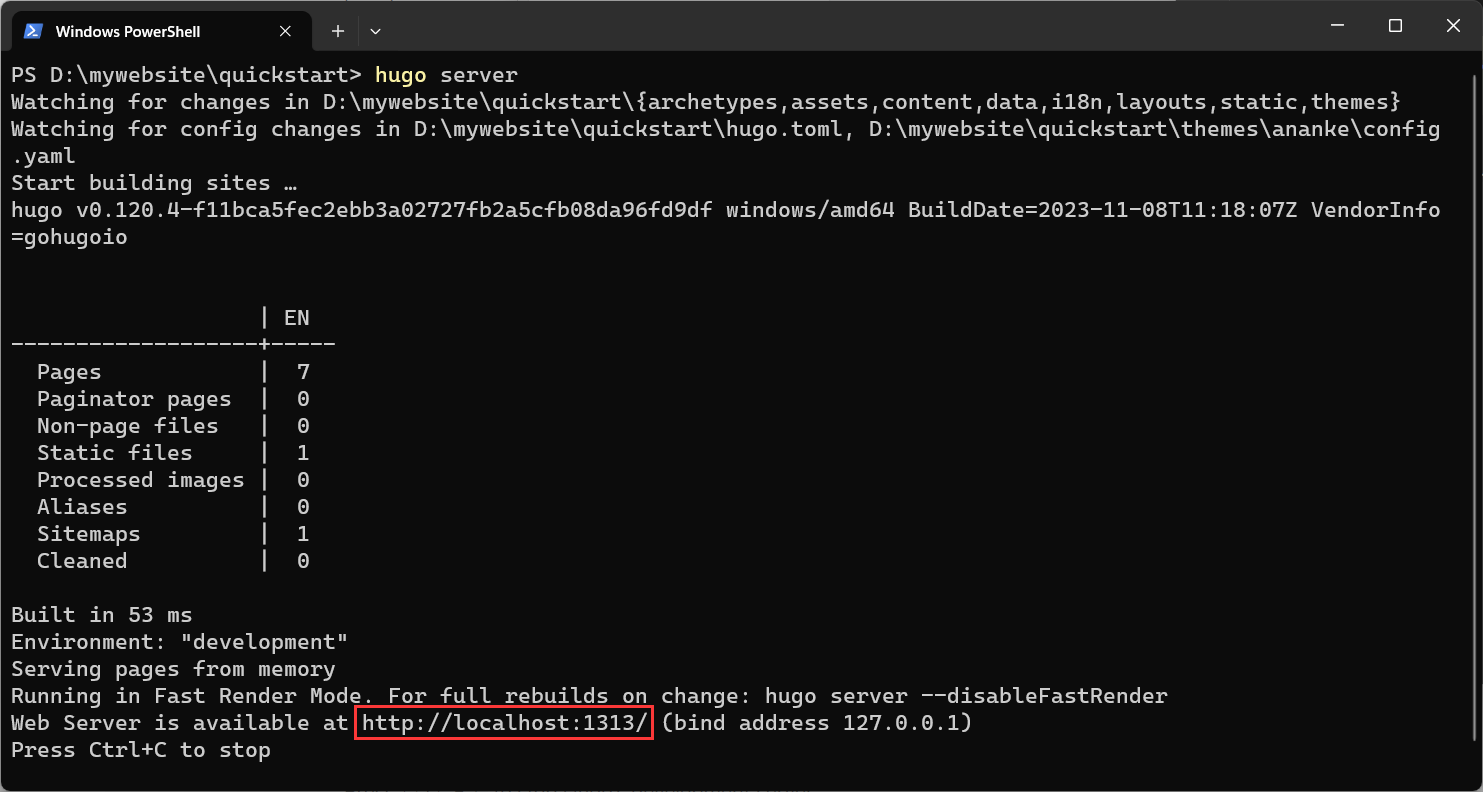 Windows PowerShell
PS D:\mywebsite\quickstart> hugo server
Watching for changes in D:\mywebsite\quickstart\{archetypes,assets,content,data,i18n,layouts,static,themes}
Watching for config changes in D:\mywebsite\quickstart\hugo.toml, D:\mywebsite\quickstart\themes\ananke\config
.yaml
Start building sites …
hugo v0.120.4-f11bca5fec2ebb3a02727fb2a5cfb08da96fd9df windows/amd64 BuildDate=2023-11-08T11:18:07Z VendorInfo
=gohugoio
                   | EN
-------------------+-----
  Pages            |  7
  Paginator pages  |  0
  Non-page files   |  0
  Static files     |  1
  Processed images |  0
  Aliases          |  0
  Sitemaps         |  1
  Cleaned          |  0
Built in 53 ms
Environment: "development"
Serving pages from memory
Running in Fast Render Mode. For full rebuilds on change: hugo server --disableFastRender
Web Server is available at http://localhost:1313/ (bind address 127.0.0.1)
Press Ctrl+C to stop